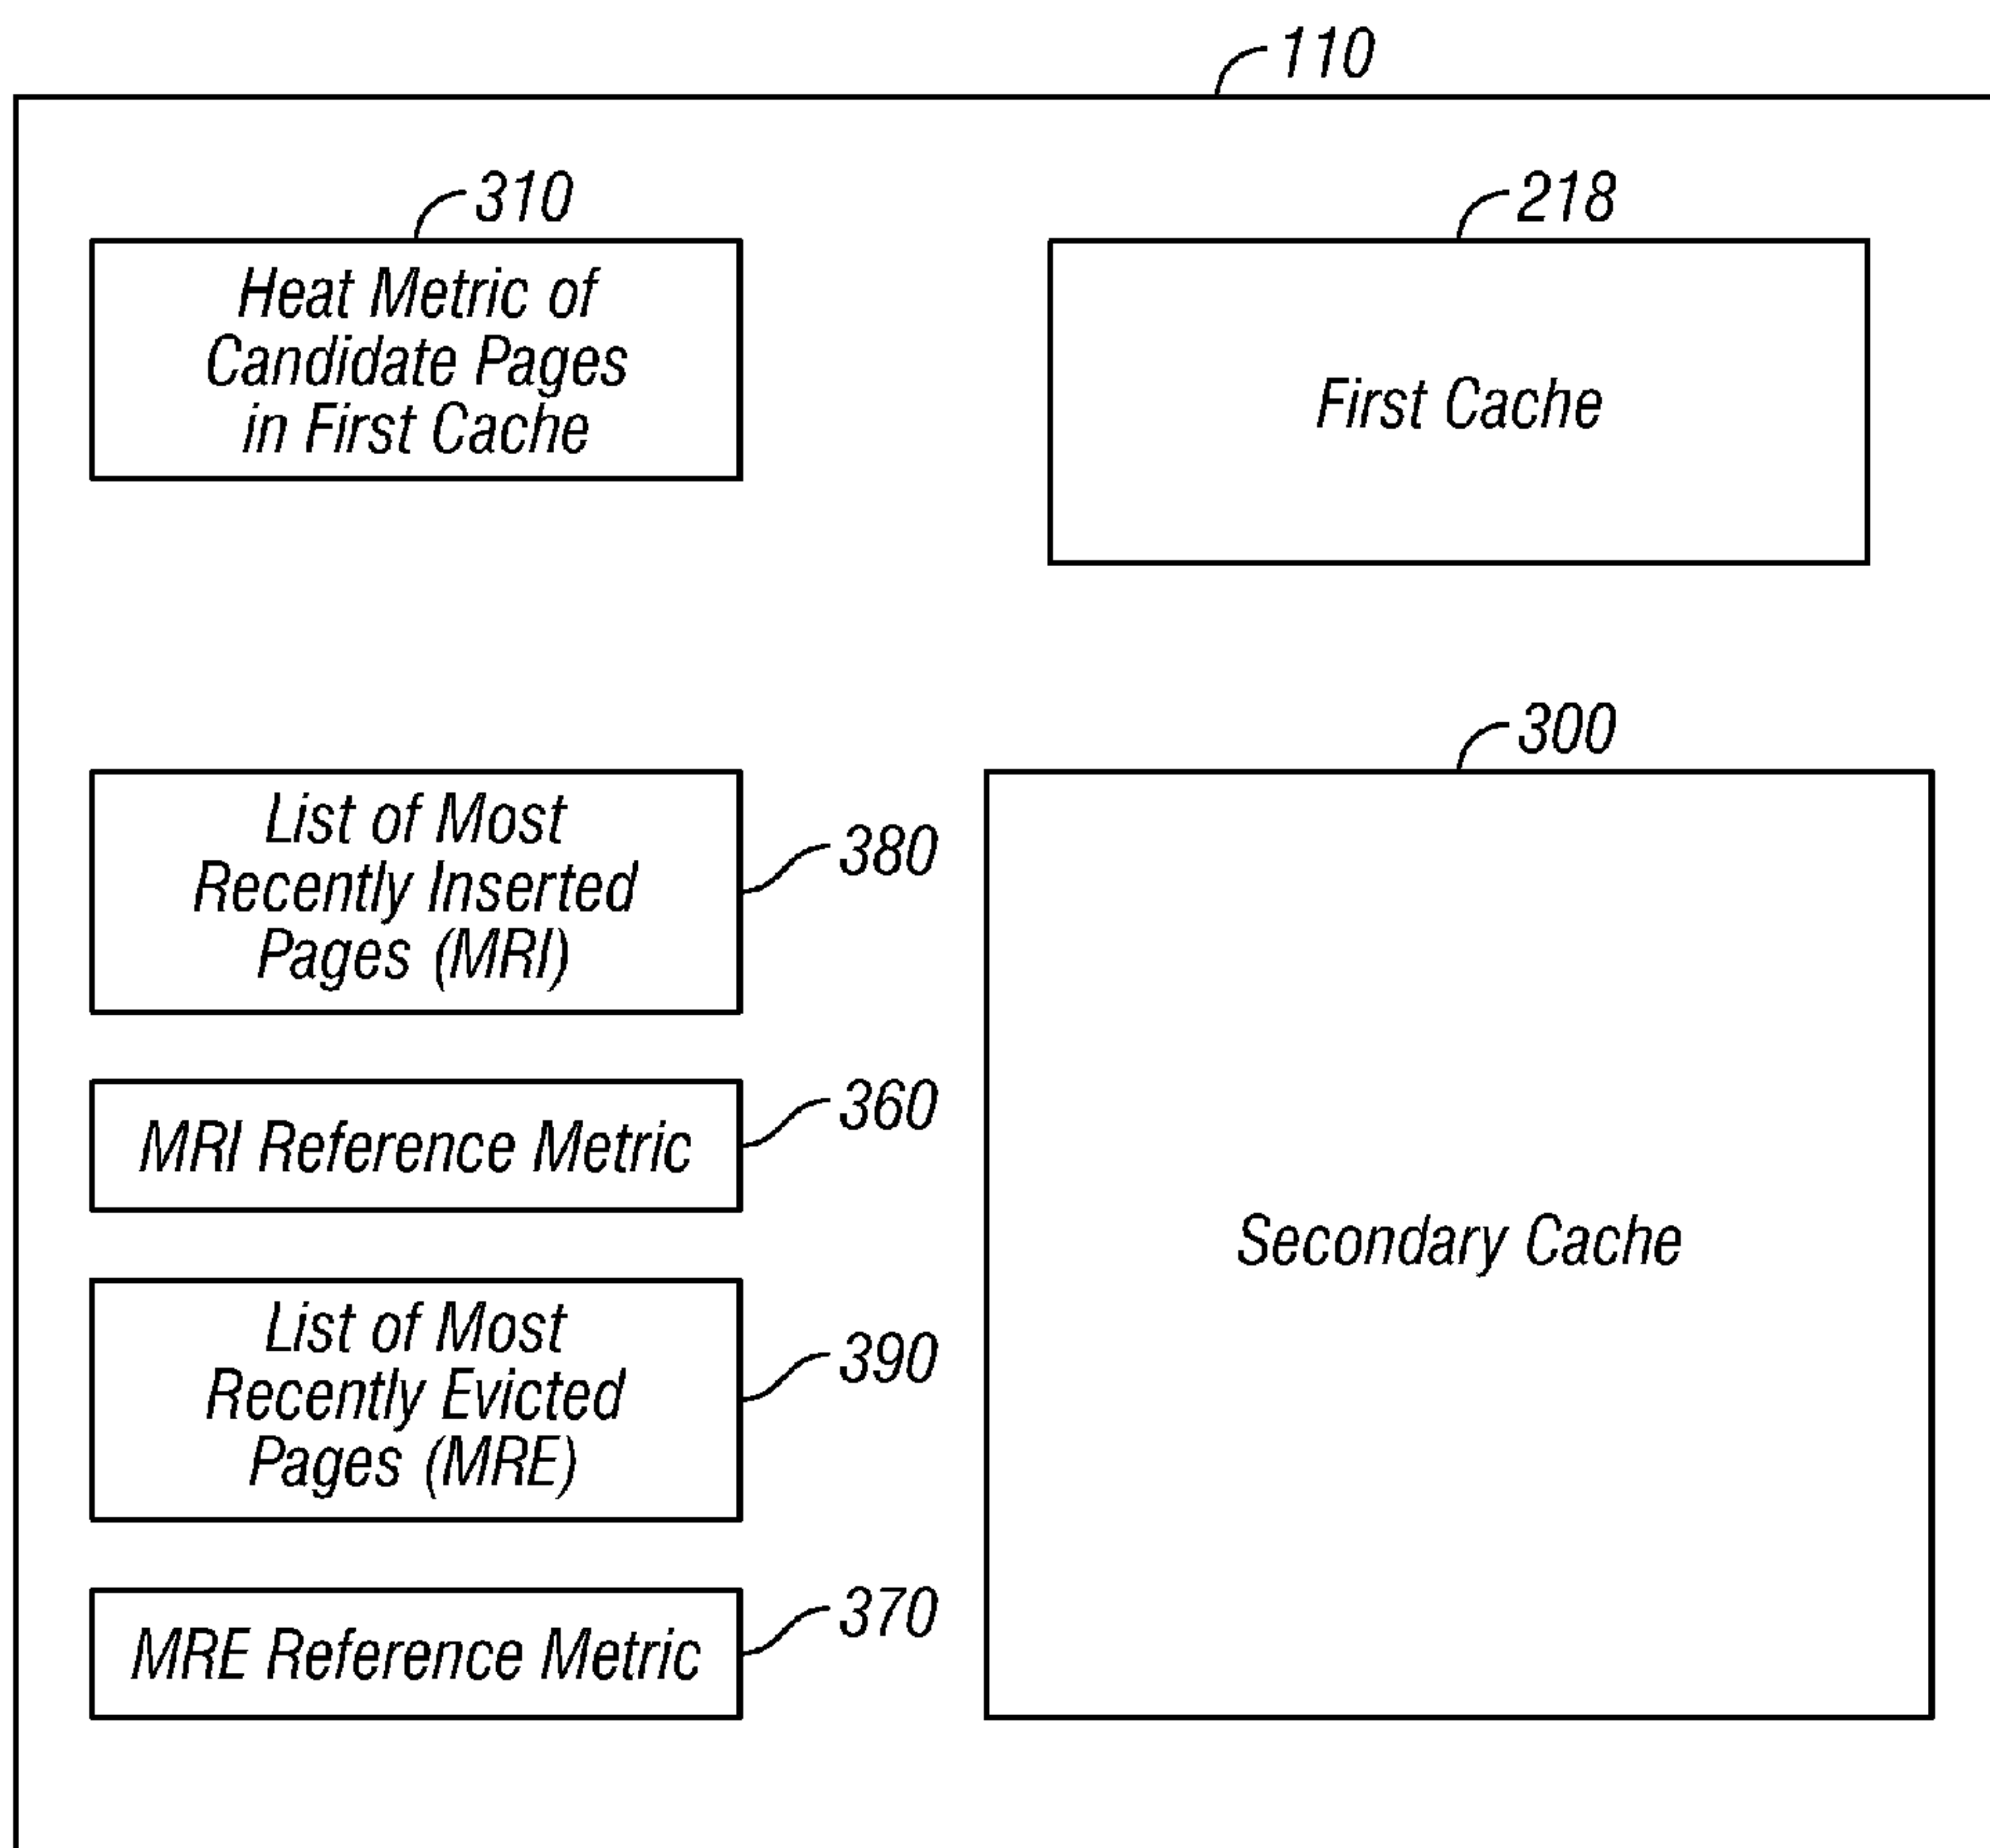 110
310
Heat Metric of
Candidate Pages
in First Cache
218
First Cache
380
List of Most
Recently Inserted
Pages (MRI)
300
Secondary Cache
360
MRI Reference Metric
390
List of Most
Recently Evicted
Pages (MRE)
370
MRE Reference Metric